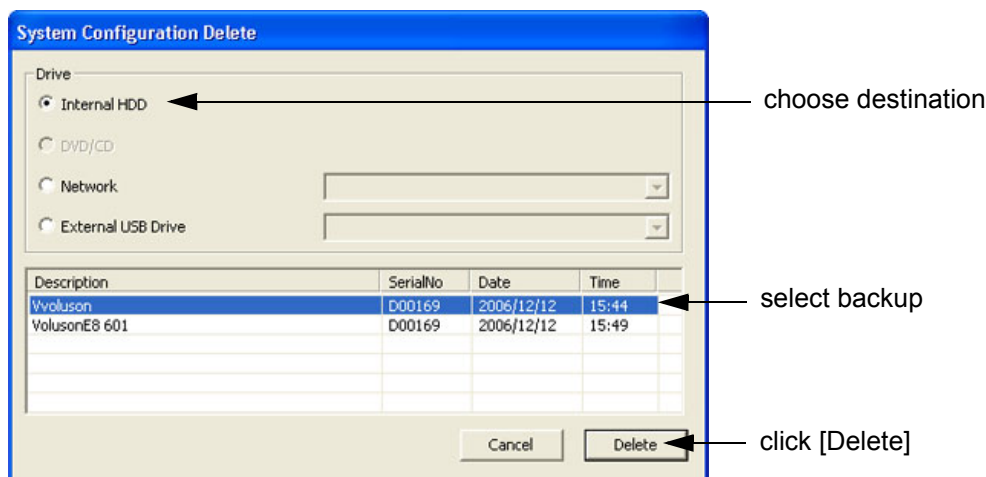 System Configuration Delete
Drive
Internal HDD
choose destination
DVD/CD
Network
External USB Drive
Description SerialNo Date Time
Vvoluson D00169 2006/12/12 15:44
select backup
VolusonE8 601 D00169 2006/12/12 15:49
Cancel Delete
click [Delete]